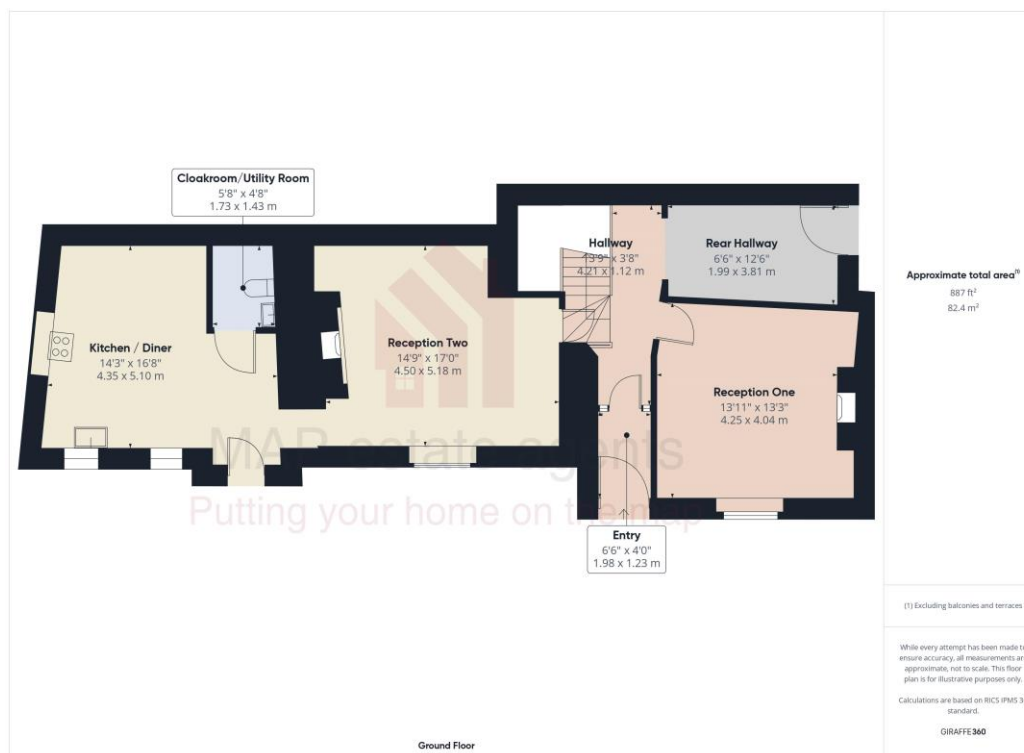 Cloakroom/Utility Room
5'8" x 4'8"
1.73 x 1.43 m
Hallway
13'9" x 3'8"
4.21 x 1.12 m
Rear Hallway
6'6" x 12'6"
1.99 x 3.81 m
Kitchen / Diner
14'3" x 16'8"
4.35 x 5.10 m
Reception Two
14'9" x 17'0"
4.50 x 5.18 m
Reception One
13'11" x 13'3"
4.25 x 4.04 m
MAP estate agents
Putting your home on the map
Entry
6'6" x 4'0"
1.98 x 1.23 m
Ground Floor
Approximate total area(1)
887 ft²
82.4 m²
(1) Excluding balconies and terraces
While every attempt has been made to
ensure accuracy, all measurements are
approximate, not to scale. This floor
plan is for illustrative purposes only.
Calculations are based on RICS IPMS 3
standard.
GIRAFFE360